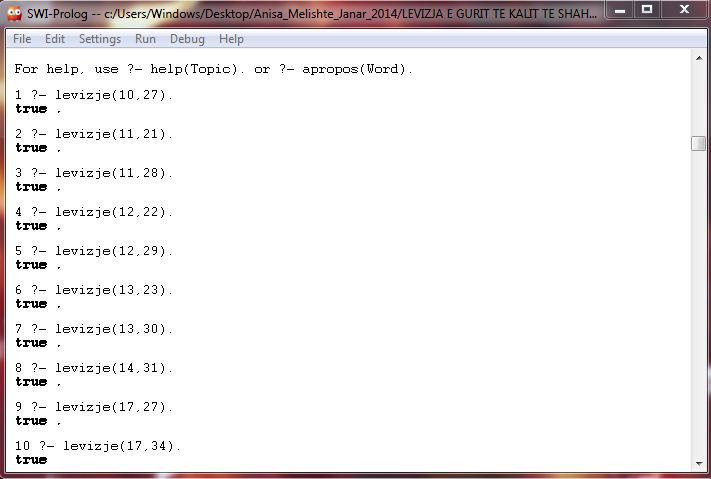 SWI-Prolog -- c:/Users/Windows/Desktop/Anisa_Melishte_Janar_2014/LEVIZJA E GURIT TE KALIT TE SHAH...
File Edit Settings Run Debug Help
For help, use ?- help(Topic). or ?- apropos(Word).
1 ?- levizje(10,27).
true .
2 ?- levizje(11,21).
true .
3 ?- levizje(11,28).
true .
4 ?- levizje(12,22).
true .
5 ?- levizje(12,29).
true .
6 ?- levizje(13,23).
true .
7 ?- levizje(13,30).
true .
8 ?- levizje(14,31).
true .
9 ?- levizje(17,27).
true .
10 ?- levizje(17,34).
true